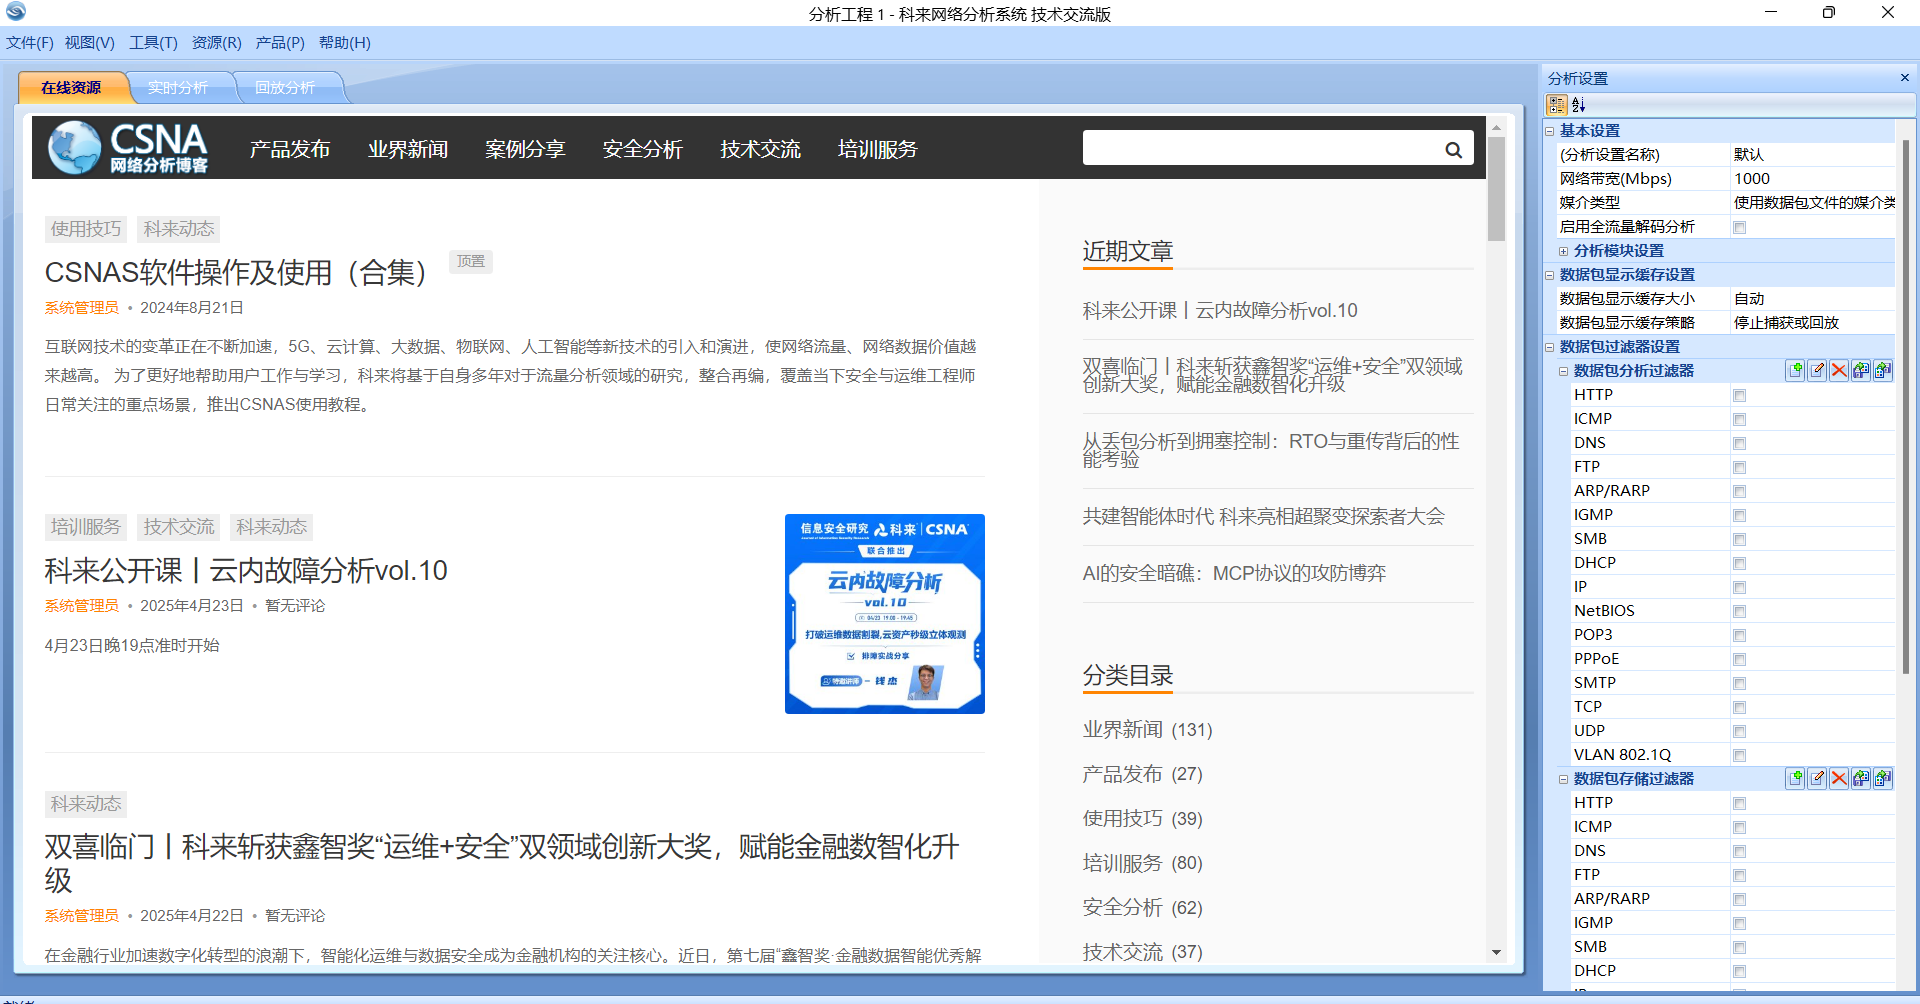 分析工程 1 - 科来网络分析系统 技术交流版
文件(F) 视图(V) 工具(T) 资源(R) 产品(P) 帮助(H)
在线资源 实时分析 回放分析
CSNA
网络分析博客
产品发布 业界新闻 案例分享 安全分析 技术交流 培训服务
使用技巧 科来动态
CSNAS软件操作及使用（合集） 顶置
系统管理员 • 2024年8月21日
互联网技术的变革正在不断加速，5G、云计算、大数据、物联网、人工智能等新技术的引入和演进，使网络流量、网络数据价值越
来越高。 为了更好地帮助用户工作与学习，科来将基于自身多年对于流量分析领域的研究，整合再编，覆盖当下安全与运维工程师
日常关注的重点场景，推出CSNAS使用教程。
培训服务 技术交流 科来动态
科来公开课丨云内故障分析vol.10
系统管理员 • 2025年4月23日 • 暂无评论
4月23日晚19点准时开始
信息安全研究 科来 CSNA
Journal of Information Security Research
联合推出
云内故障分析
vol.10
04/23 19:00 - 19:45
打破运维数据割裂,云资产秒级立体观测
排障实战分享
特邀讲师 - 钱杰
科来动态
双喜临门丨科来斩获鑫智奖“运维+安全”双领域创新大奖，赋能金融数智化升
级
系统管理员 • 2025年4月22日 • 暂无评论
在金融行业加速数字化转型的浪潮下，智能化运维与数据安全成为金融机构的关注核心。近日，第七届“鑫智奖·金融数据智能优秀解
近期文章
科来公开课丨云内故障分析vol.10
双喜临门丨科来斩获鑫智奖“运维+安全”双领域
创新大奖，赋能金融数智化升级
从丢包分析到拥塞控制：RTO与重传背后的性
能考验
共建智能体时代 科来亮相超聚变探索者大会
AI的安全暗礁：MCP协议的攻防博弈
分类目录
业界新闻 (131)
产品发布 (27)
使用技巧 (39)
培训服务 (80)
安全分析 (62)
技术交流 (37)
分析设置
基本设置
(分析设置名称) 默认
网络带宽(Mbps) 1000
媒介类型 使用数据包文件的媒介类
启用全流量解码分析
分析模块设置
数据包显示缓存设置
数据包显示缓存大小 自动
数据包显示缓存策略 停止捕获或回放
数据包过滤器设置
数据包分析过滤器
HTTP
ICMP
DNS
FTP
ARP/RARP
IGMP
SMB
DHCP
IP
NetBIOS
POP3
PPPoE
SMTP
TCP
UDP
VLAN 802.1Q
数据包存储过滤器
HTTP
ICMP
DNS
FTP
ARP/RARP
IGMP
SMB
DHCP